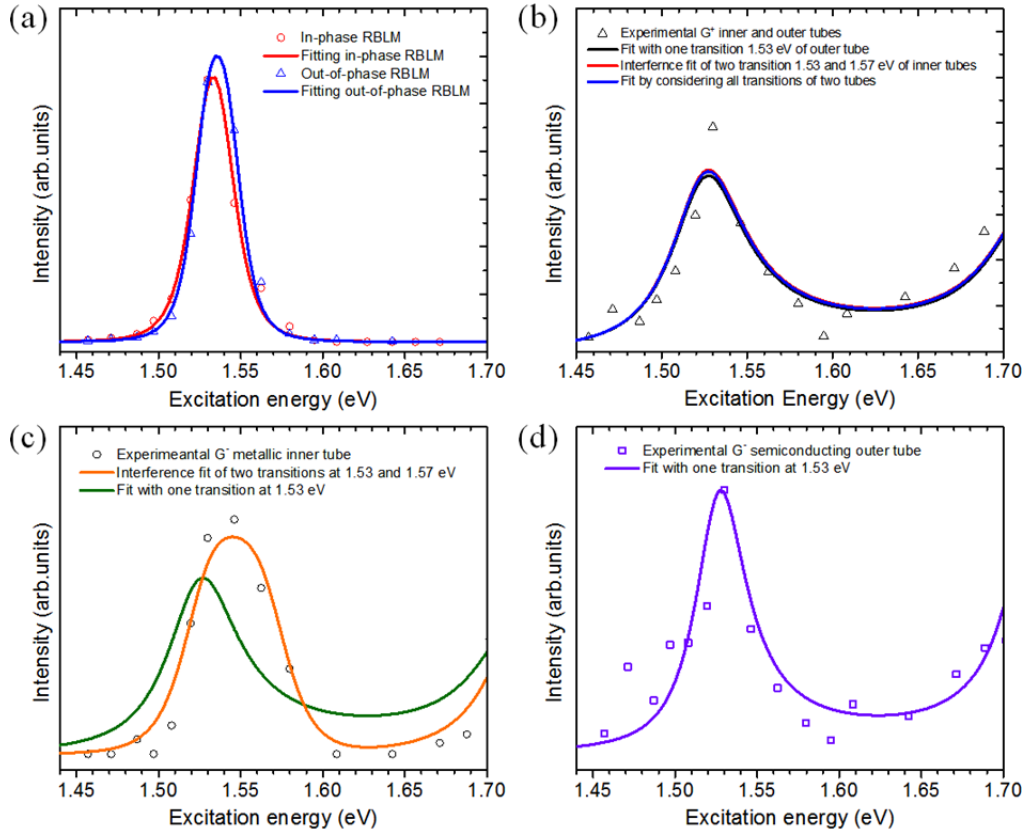 (a)
In-phase RBLM
Fitting in-phase RBLM
Out-of-phase RBLM
Fitting out-of-phase RBLM
Intensity (arb.units)
1.45 1.50 1.55 1.60 1.65 1.70
Excitation energy (eV)
(b)
Experimental G⁺ inner and outer tubes
Fit with one transition 1.53 eV of outer tube
Interfernce fit of two transition 1.53 and 1.57 eV of inner tubes
Fit by considering all transitions of two tubes
Intensity (arb.units)
1.45 1.50 1.55 1.60 1.65 1.70
Excitation Energy (eV)
(c)
Experimeantal G⁻ metallic inner tube
Interference fit of two transitions at 1.53 and 1.57 eV
Fit with one transition at 1.53 eV
Intensity (arb.units)
1.45 1.50 1.55 1.60 1.65 1.70
Excitation energy (eV)
(d)
Experimental G⁻ semiconducting outer tube
Fit with one transition at 1.53 eV
Intensity (arb.units)
1.45 1.50 1.55 1.60 1.65 1.70
Excitation energy (eV)